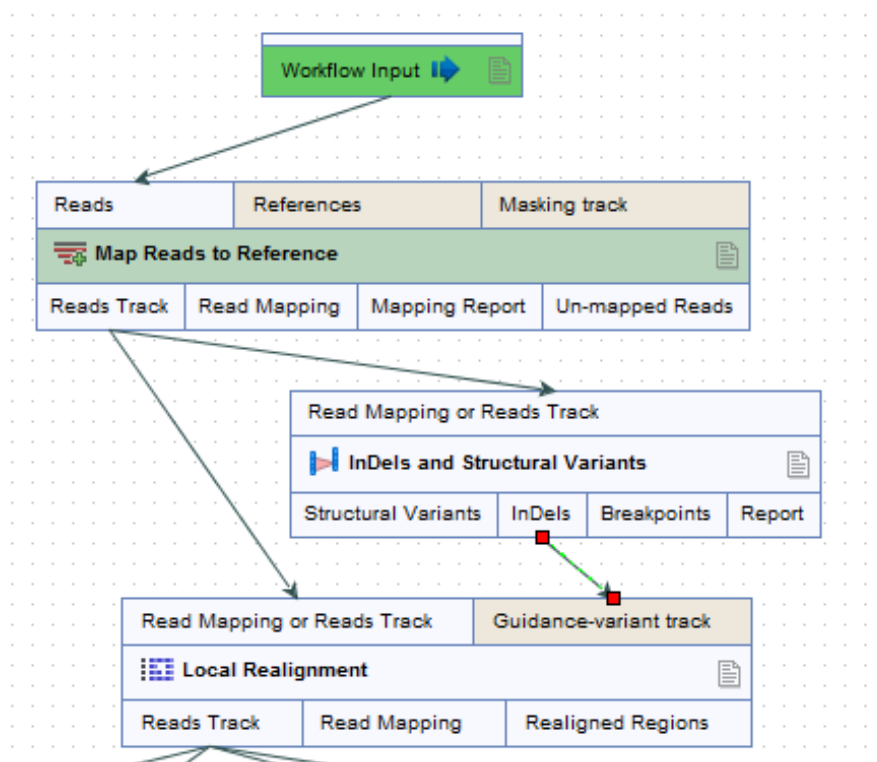 Workflow Input
Reads References Masking track
Map Reads to Reference
Reads Track Read Mapping Mapping Report Un-mapped Reads
Read Mapping or Reads Track
InDels and Structural Variants
Structural Variants InDels Breakpoints Report
Read Mapping or Reads Track Guidance-variant track
Local Realignment
Reads Track Read Mapping Realigned Regions